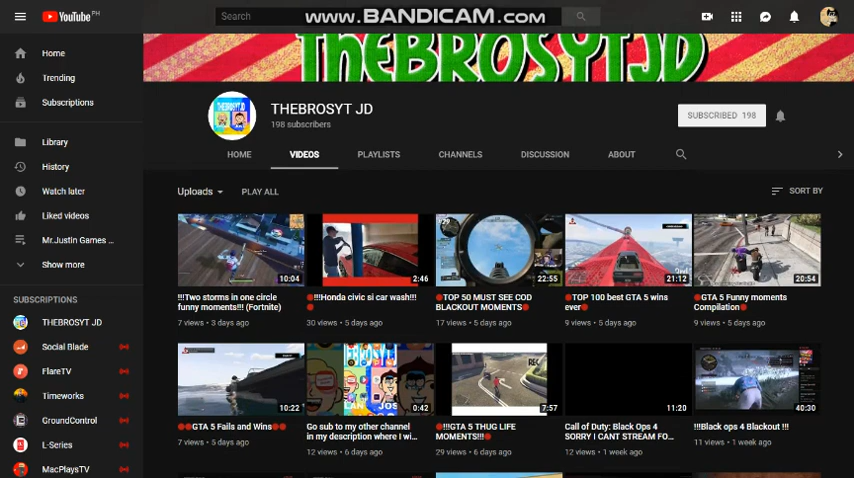 YouTube PH
Search
www.BANDICAM.com
Home
Trending
Subscriptions
Library
History
Watch later
Liked videos
Mr.Justin Games ...
Show more
SUBSCRIPTIONS
THEBROSYT JD
Social Blade
FlareTV
Timeworks
GroundControl
L-Series
MacPlaysTV
THEBROSYTJD
THEBROSYT JD
198 subscribers
SUBSCRIBED 198
HOME
VIDEOS
PLAYLISTS
CHANNELS
DISCUSSION
ABOUT
Uploads
PLAY ALL
SORT BY
10:04
2:46
22:55
21:12
20:54
!!!Two storms in one circle
funny moments!!! (Fortnite)
7 views • 3 days ago
!!!Honda civic si car wash!!!
30 views • 5 days ago
TOP 50 MUST SEE COD
BLACKOUT MOMENTS
17 views • 5 days ago
TOP 100 best GTA 5 wins
ever
9 views • 5 days ago
GTA 5 Funny moments
Compilation
9 views • 5 days ago
10:22
0:42
REC
7:57
11:20
40:30
GTA 5 Fails and Wins
7 views • 5 days ago
Go sub to my other channel
in my description where I wi...
12 views • 6 days ago
!!!GTA 5 THUG LIFE
MOMENTS!!!
29 views • 6 days ago
Call of Duty: Black Ops 4
SORRY I CANT STREAM FO...
12 views • 1 week ago
!!!Black ops 4 Blackout !!!
11 views • 1 week ago